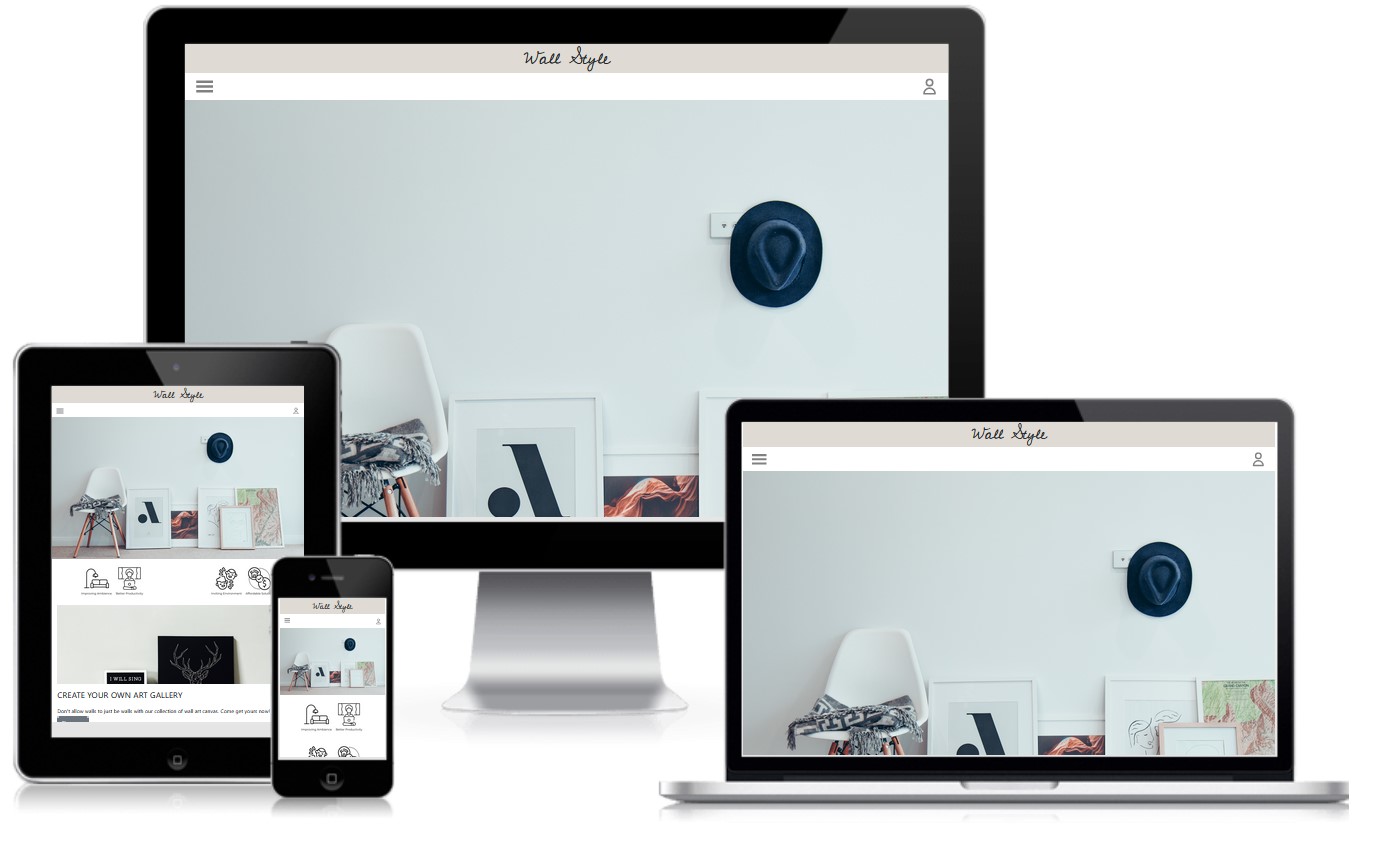 Wall Style
A
Wall Style
Improving Ambience
Better Productivity
Inviting Environment
I WILL SING
CREATE YOUR OWN ART GALLERY
Don't allow walls to just be walls with our collection of wall art canvas. Come get yours now!
Wall Style
Improving Ambience
Better Productivity
Wall Style